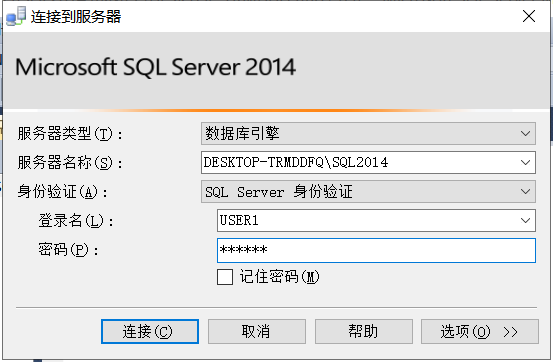 连接到服务器
Microsoft SQL Server 2014
服务器类型(T): 数据库引擎
服务器名称(S): DESKTOP-TRMDDFQ\SQL2014
身份验证(A): SQL Server 身份验证
登录名(L): USER1
密码(P): ******
记住密码(M)
连接(C) 取消 帮助 选项(O) >>